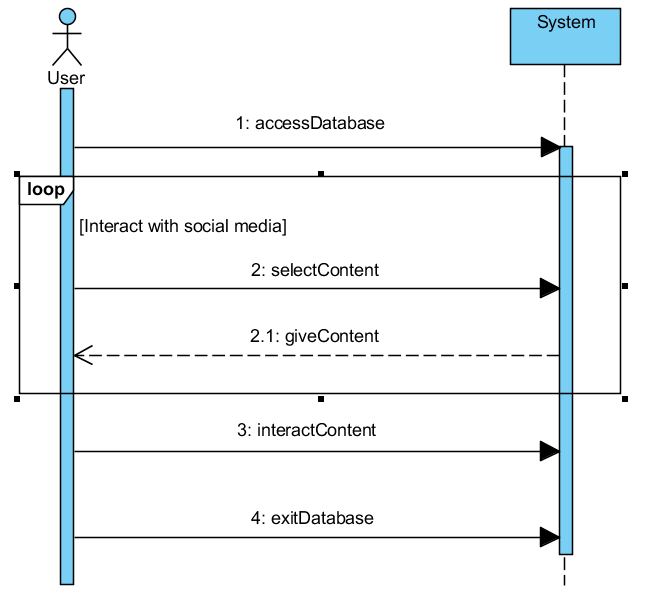 System
User
1: accessDatabase
loop
[Interact with social media]
2: selectContent
2.1: giveContent
3: interactContent
4: exitDatabase